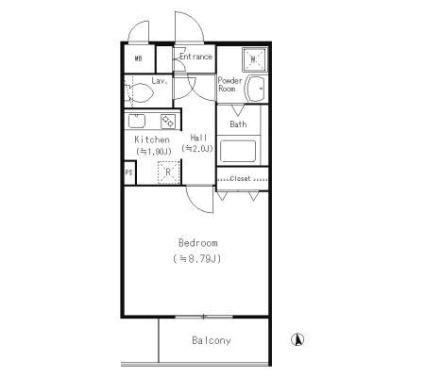 MB
Entrance
W
Lav.
Powder
Room
Bath
Kitchen
(≒1.90J)
Hall
(≒2.0J)
PS
R
Closet
Bedroom
(≒8.79J)
Balcony